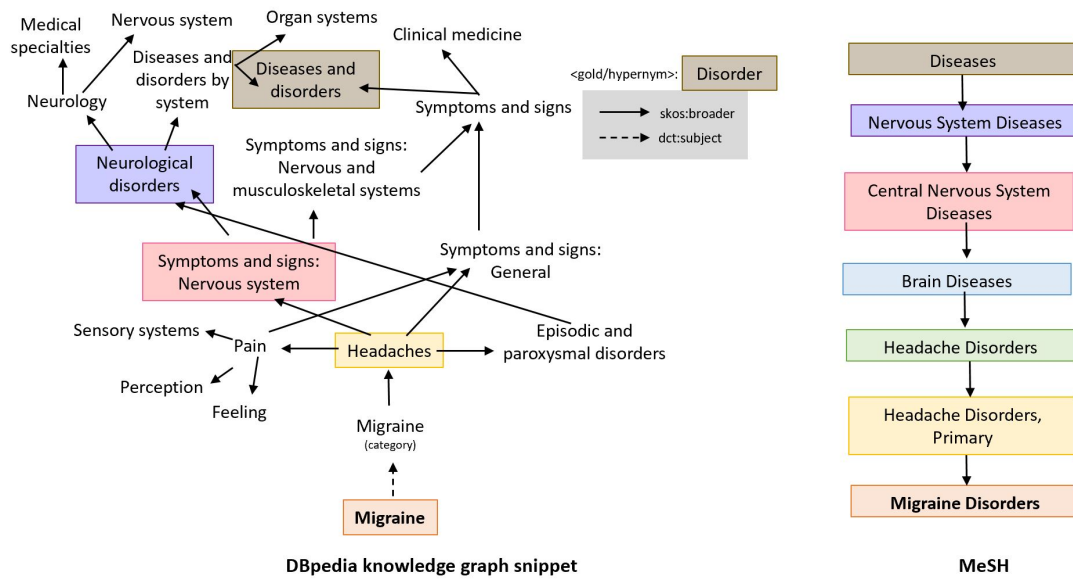 Medical
specialties
Nervous system
Organ systems
Clinical medicine
Diseases and
disorders by
system
Diseases and
disorders
<gold/hypernym>:
Disorder
Neurology
Symptoms and signs
skos:broader
dct:subject
Neurological
disorders
Symptoms and signs:
Nervous and
musculoskeletal systems
Symptoms and signs:
Nervous system
Symptoms and signs:
General
Sensory systems
Pain
Headaches
Episodic and
paroxysmal disorders
Perception
Feeling
Migraine
(category)
Migraine
DBpedia knowledge graph snippet
Diseases
Nervous System Diseases
Central Nervous System
Diseases
Brain Diseases
Headache Disorders
Headache Disorders,
Primary
Migraine Disorders
MeSH